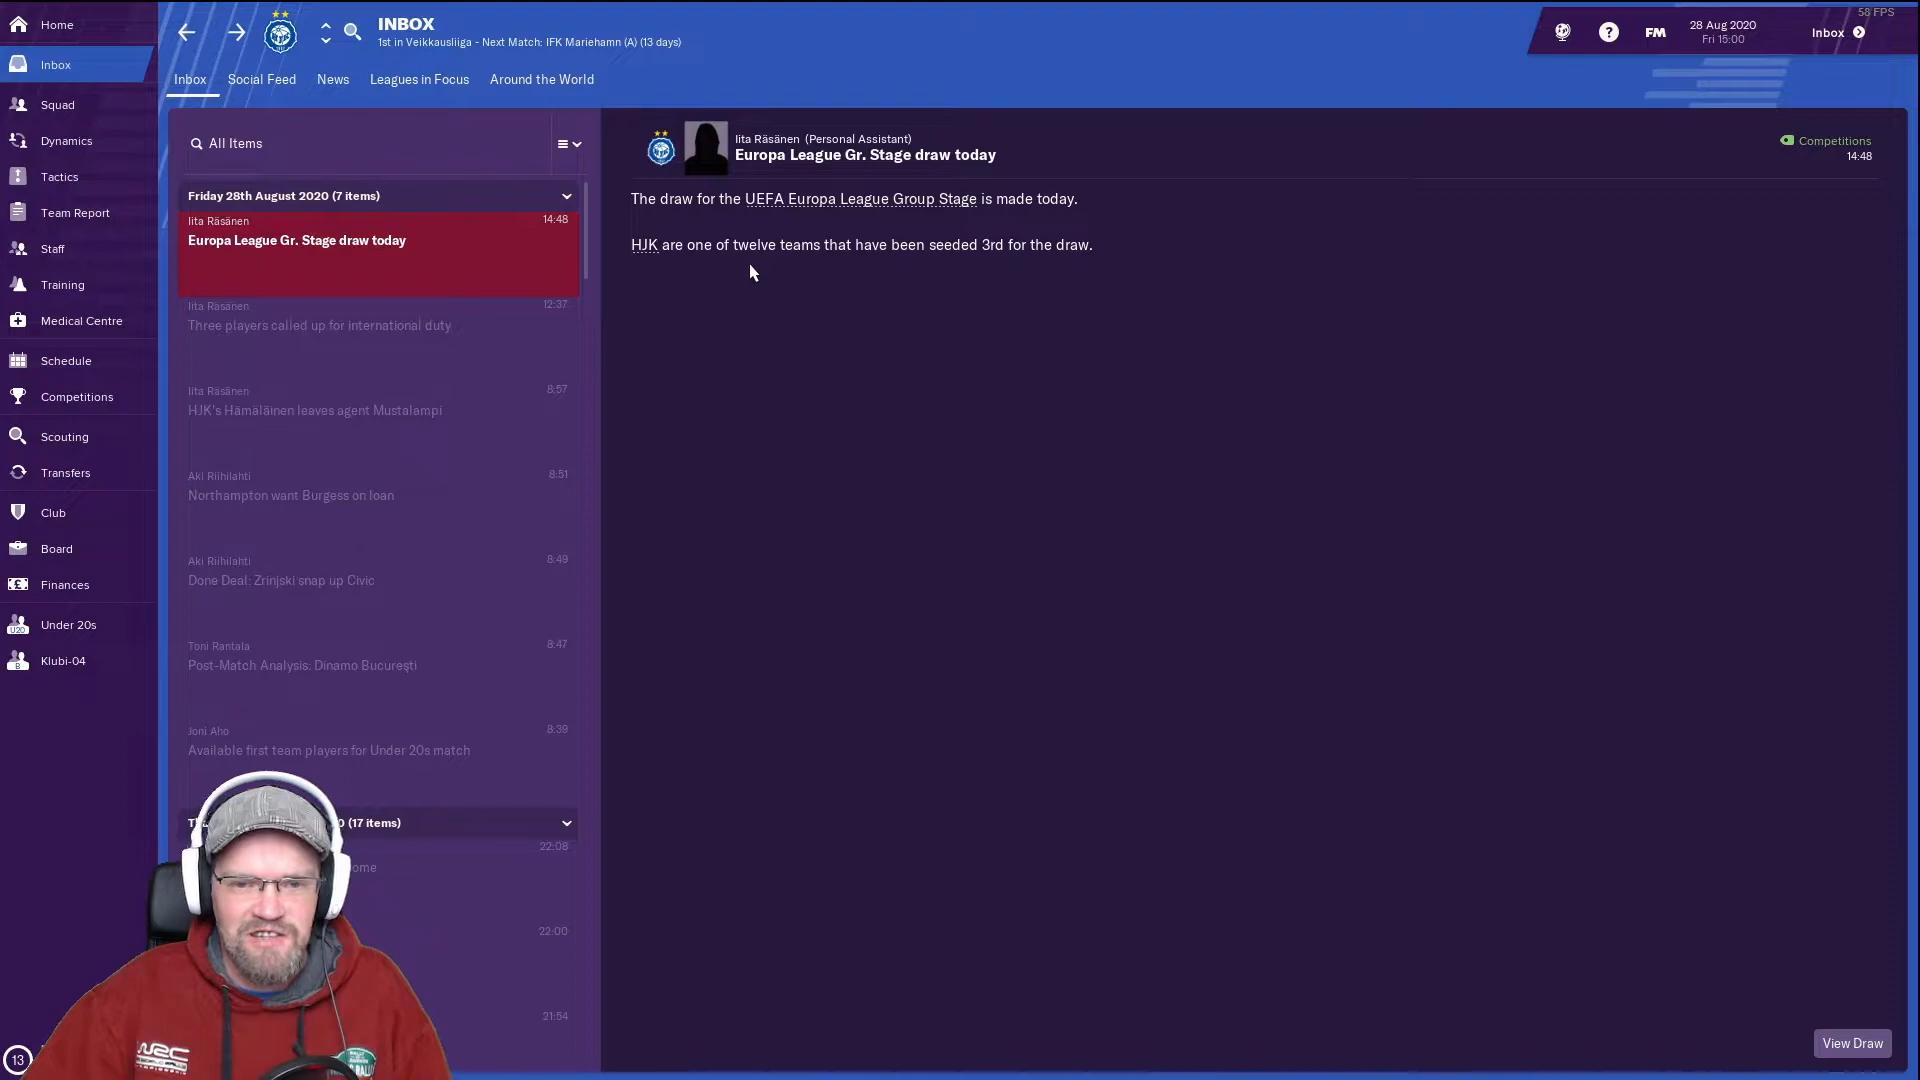 58 FPS
Home
INBOX
1st in Veikkausliiga - Next Match: IFK Mariehamn (A) (13 days)
FM
28 Aug 2020
Fri 15:00
Inbox
Inbox
Inbox
Social Feed
News
Leagues in Focus
Around the World
Squad
Dynamics
Tactics
Team Report
Staff
Training
Medical Centre
Schedule
Competitions
Scouting
Transfers
Club
Board
Finances
U20
Under 20s
B
Klubi-04
13
All Items
Friday 28th August 2020 (7 items)
Iita Räsänen
14:48
Europa League Gr. Stage draw today
Iita Räsänen
12:37
Three players called up for international duty
Iita Räsänen
8:57
HJK's Hämäläinen leaves agent Mustalampi
Aki Riihilahti
8:51
Northampton want Burgess on loan
Aki Riihilahti
8:49
Done Deal: Zrinjski snap up Civic
Toni Rantala
8:47
Post-Match Analysis: Dinamo Bucureşti
Joni Aho
8:39
Available first team players for Under 20s match
0 (17 items)
22:08
ome
22:00
21:54
Iita Räsänen (Personal Assistant)
Europa League Gr. Stage draw today
Competitions
14:48
The draw for the UEFA Europa League Group Stage is made today.
HJK are one of twelve teams that have been seeded 3rd for the draw.
View Draw
WRC